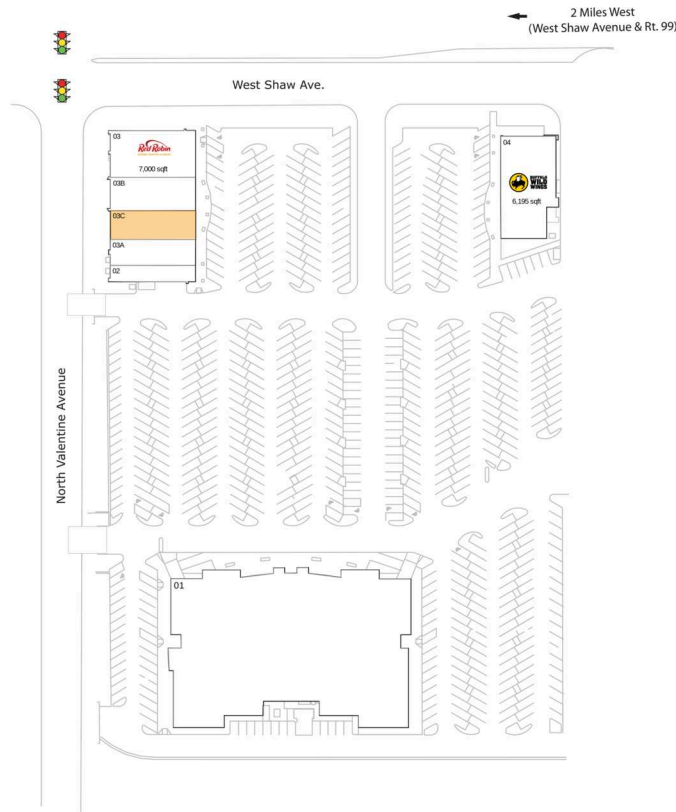 2 Miles West
(West Shaw Avenue & Rt. 99)
West Shaw Ave.
03
Red Robin
7,000 sqft
03B
03C
03A
02
04
BUFFALO
WILD
WINGS
6,195 sqft
North Valentine Avenue
01